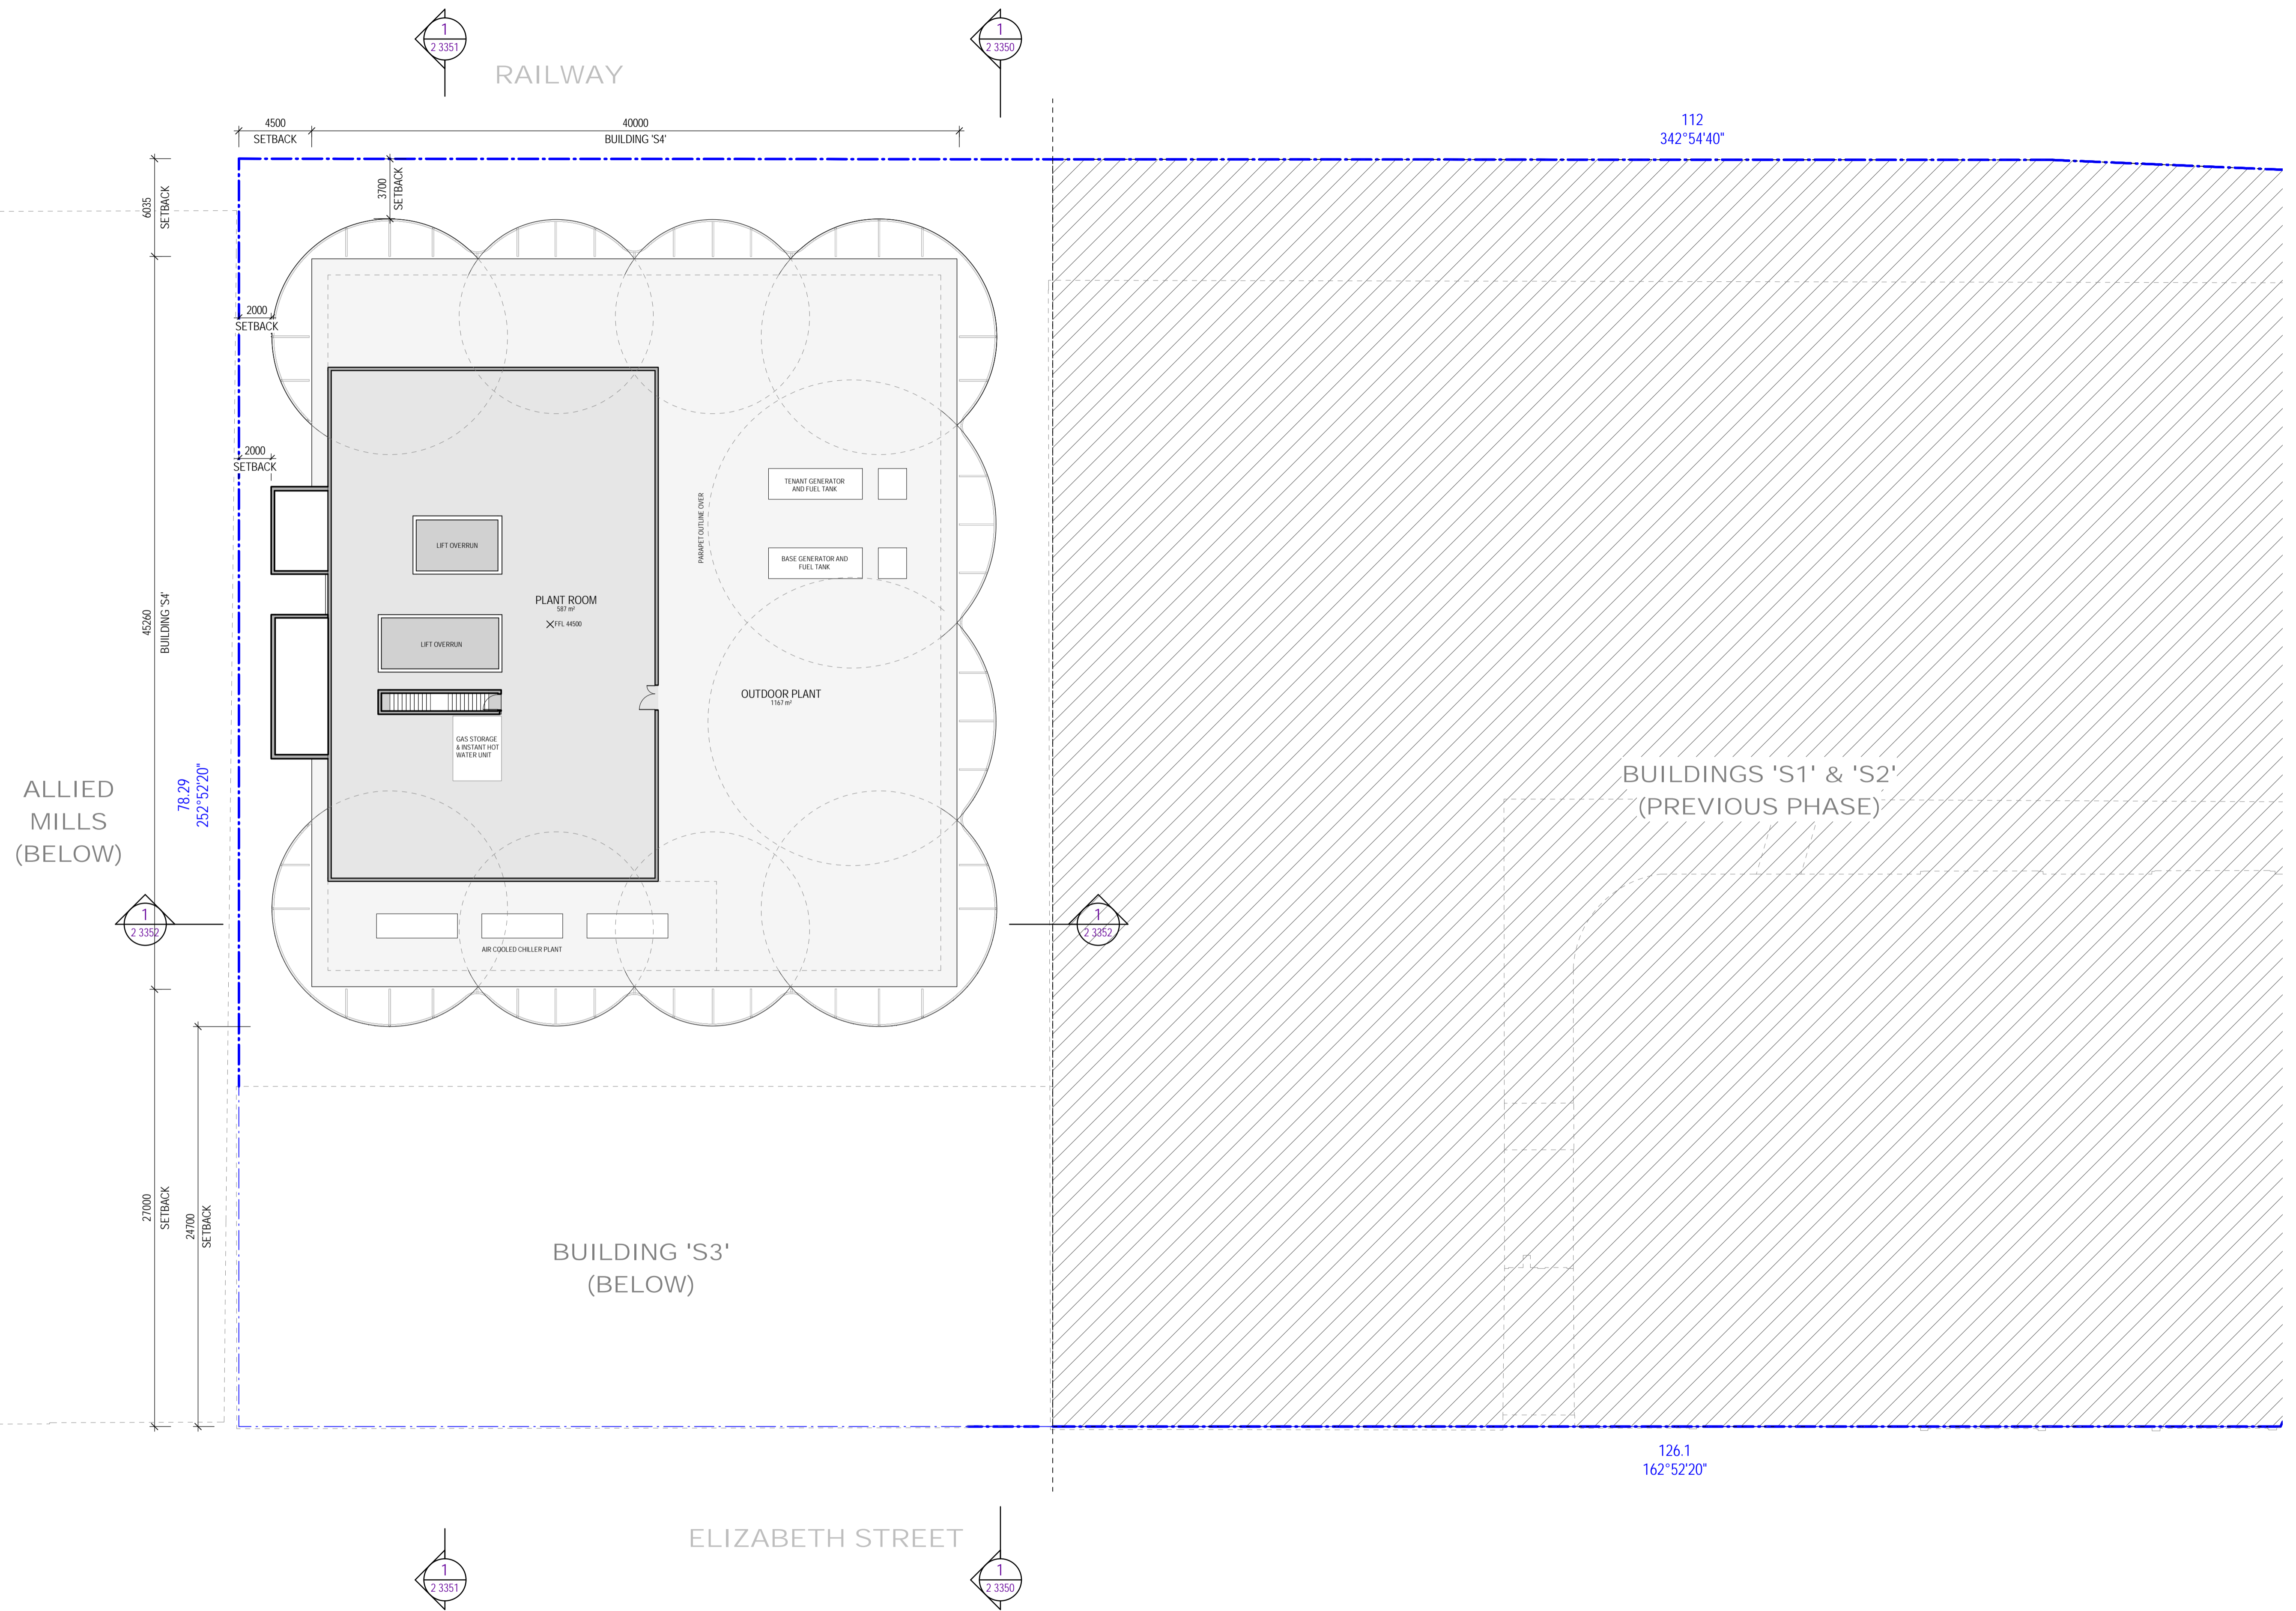 1
2 3351
1
2 3350
RAILWAY
4500
SETBACK
40000
BUILDING 'S4'
112
342°54'40"
6035
SETBACK
3700
SETBACK
2000
SETBACK
2000
SETBACK
TENANT GENERATOR
AND FUEL TANK
PARAPET OUTLINE OVER
LIFT OVERRUN
BASE GENERATOR AND
FUEL TANK
PLANT ROOM
587 m²
FFL 44500
45260
BUILDING 'S4'
LIFT OVERRUN
OUTDOOR PLANT
1167 m²
GAS STORAGE
& INSTANT HOT
WATER UNIT
78.29
252°52'20"
ALLIED
MILLS
(BELOW)
BUILDINGS 'S1' & 'S2'
(PREVIOUS PHASE)
1
2 3352
1
2 3352
AIR COOLED CHILLER PLANT
27000
SETBACK
24700
SETBACK
BUILDING 'S3'
(BELOW)
126.1
162°52'20"
ELIZABETH STREET
1
2 3351
1
2 3350